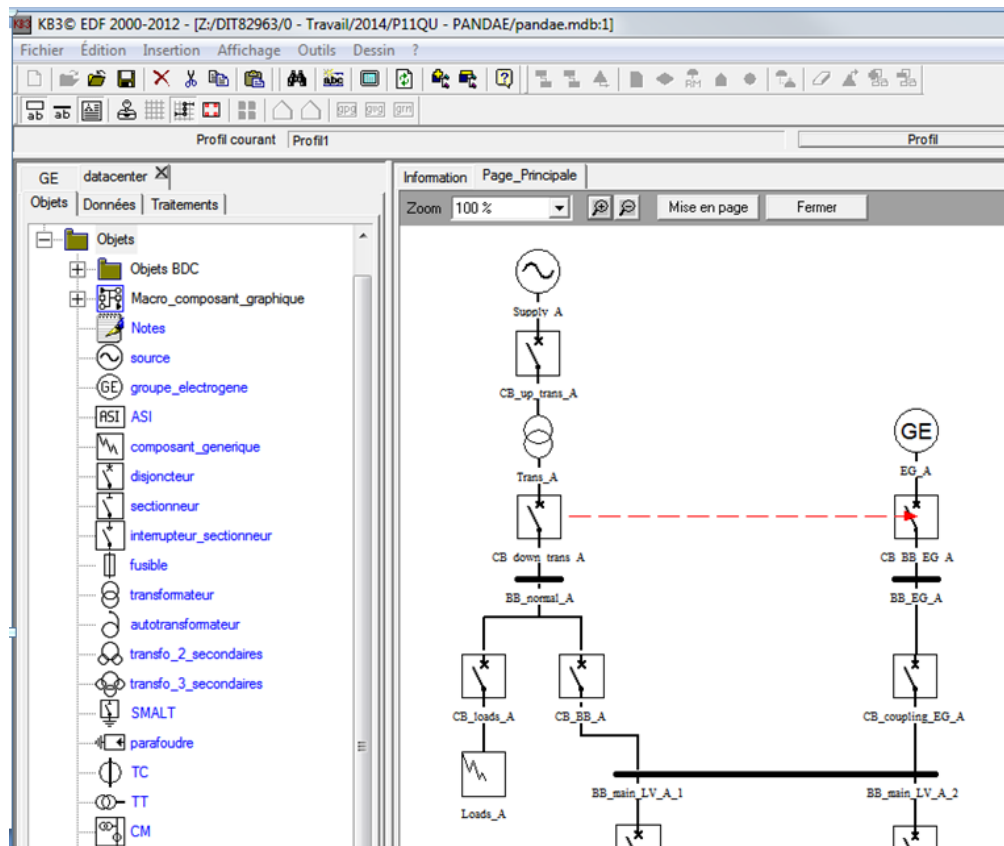 KB3© EDF 2000-2012 - [Z:/DIT82963/0 - Travail/2014/P11QU - PANDAE/pandae.mdb:1]
Fichier Édition Insertion Affichage Outils Dessin ?
Profil courant Profil1 Profil
GE datacenter
Objets Données Traitements
Information Page_Principale
Zoom 100 % Mise en page Fermer
Objets
Objets BDC
Macro_composant_graphique
Notes
source
GE groupe_electrogene
ASI ASI
composant_generique
disjoncteur
sectionneur
interrupteur_sectionneur
fusible
transformateur
autotransformateur
transfo_2_secondaires
transfo_3_secondaires
SMALT
parafoudre
TC
TT
CM
Supply_A
CB_up_trans_A
Trans_A
GE
EG_A
CB_down_trans_A
CB_BB_EG_A
BB_normal_A
BB_EG_A
CB_loads_A
CB_BB_A
CB_coupling_EG_A
Loads_A
BB_main_LV_A_1
BB_main_LV_A_2